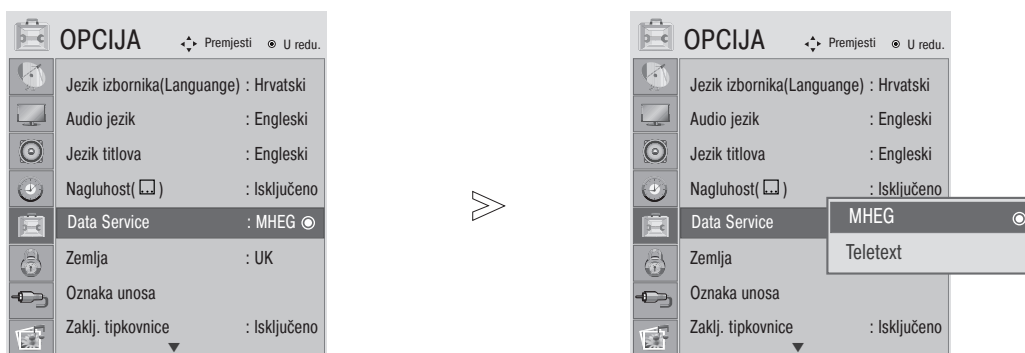 OPCIJA Premjesti U redu.
Jezik izbornika(Languange) : Hrvatski
Audio jezik : Engleski
Jezik titlova : Engleski
Nagluhost( ) : Isključeno
Data Service : MHEG
Zemlja : UK
Oznaka unosa
Zaklj. tipkovnice : Isključeno
OPCIJA Premjesti U redu.
Jezik izbornika(Languange) : Hrvatski
Audio jezik : Engleski
Jezik titlova : Engleski
Nagluhost( ) : Isključeno
Data Service
MHEG
Teletext
Zemlja
Oznaka unosa
Zaklj. tipkovnice : Isključeno